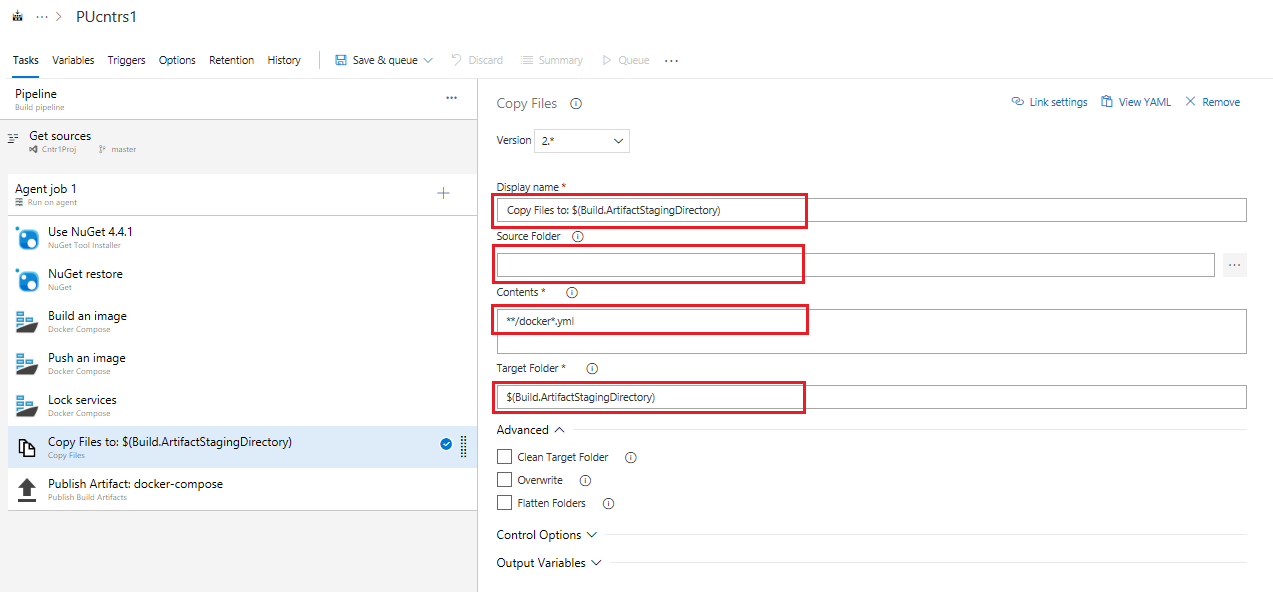 ··· > PUcntrs1
Tasks Variables Triggers Options Retention History Save & queue Discard Summary Queue ···
Pipeline ···
Build pipeline
Get sources
Cntr1Proj master
Agent job 1
Run on agent
Use NuGet 4.4.1
NuGet Tool Installer
NuGet restore
NuGet
Build an image
Docker Compose
Push an image
Docker Compose
Lock services
Docker Compose
Copy Files to: $(Build.ArtifactStagingDirectory)
Copy Files
Publish Artifact: docker-compose
Publish Build Artifacts
Copy Files Link settings View YAML Remove
Version 2.*
Display name *
Copy Files to: $(Build.ArtifactStagingDirectory)
Source Folder
···
Contents *
**/docker*.yml
Target Folder *
$(Build.ArtifactStagingDirectory)
Advanced
Clean Target Folder
Overwrite
Flatten Folders
Control Options
Output Variables